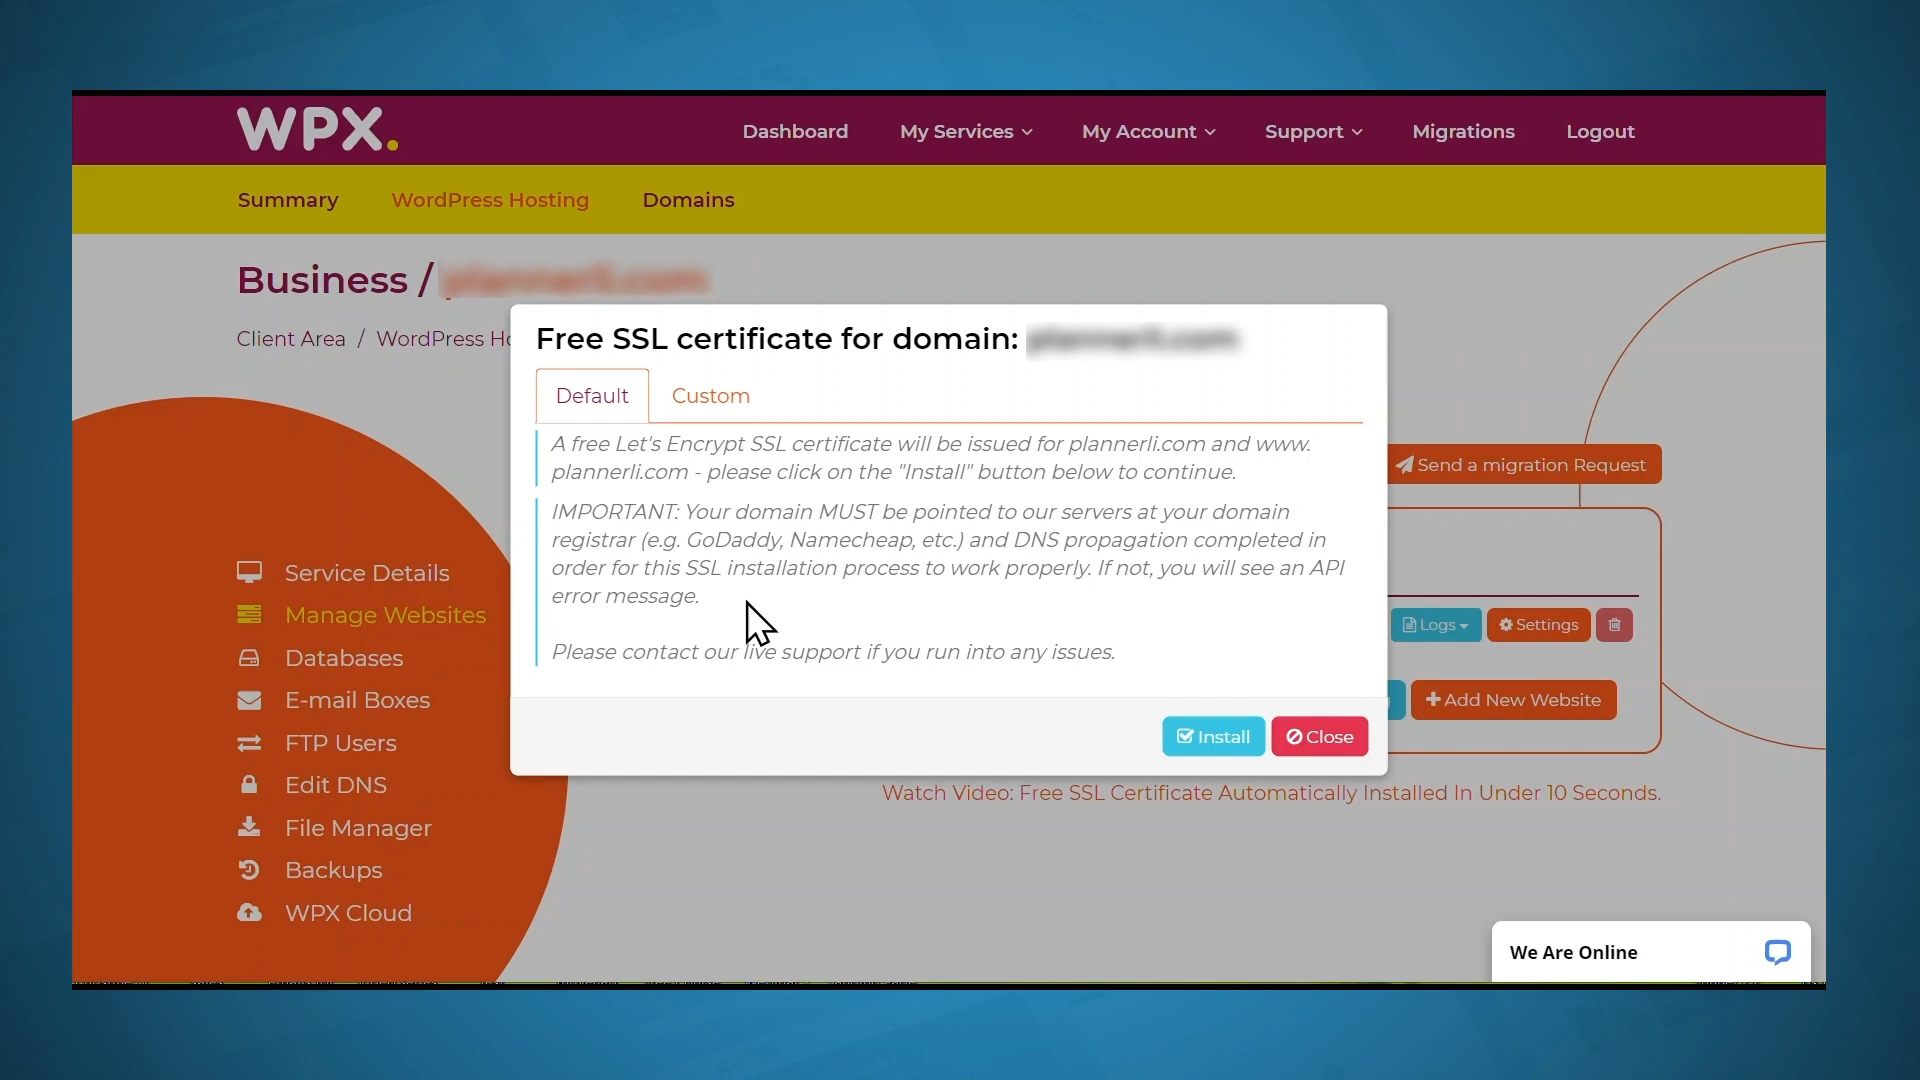 WPX.
Dashboard My Services My Account Support Migrations Logout
Summary WordPress Hosting Domains
Business /
Client Area / WordPress Ho
Free SSL certificate for domain:
Default Custom
A free Let's Encrypt SSL certificate will be issued for plannerli.com and www.
plannerli.com - please click on the "Install" button below to continue.
IMPORTANT: Your domain MUST be pointed to our servers at your domain
registrar (e.g. GoDaddy, Namecheap, etc.) and DNS propagation completed in
order for this SSL installation process to work properly. If not, you will see an API
error message.
Please contact our live support if you run into any issues.
Install Close
Send a migration Request
Logs Settings
Add New Website
Watch Video: Free SSL Certificate Automatically Installed In Under 10 Seconds.
Service Details
Manage Websites
Databases
E-mail Boxes
FTP Users
Edit DNS
File Manager
Backups
WPX Cloud
We Are Online